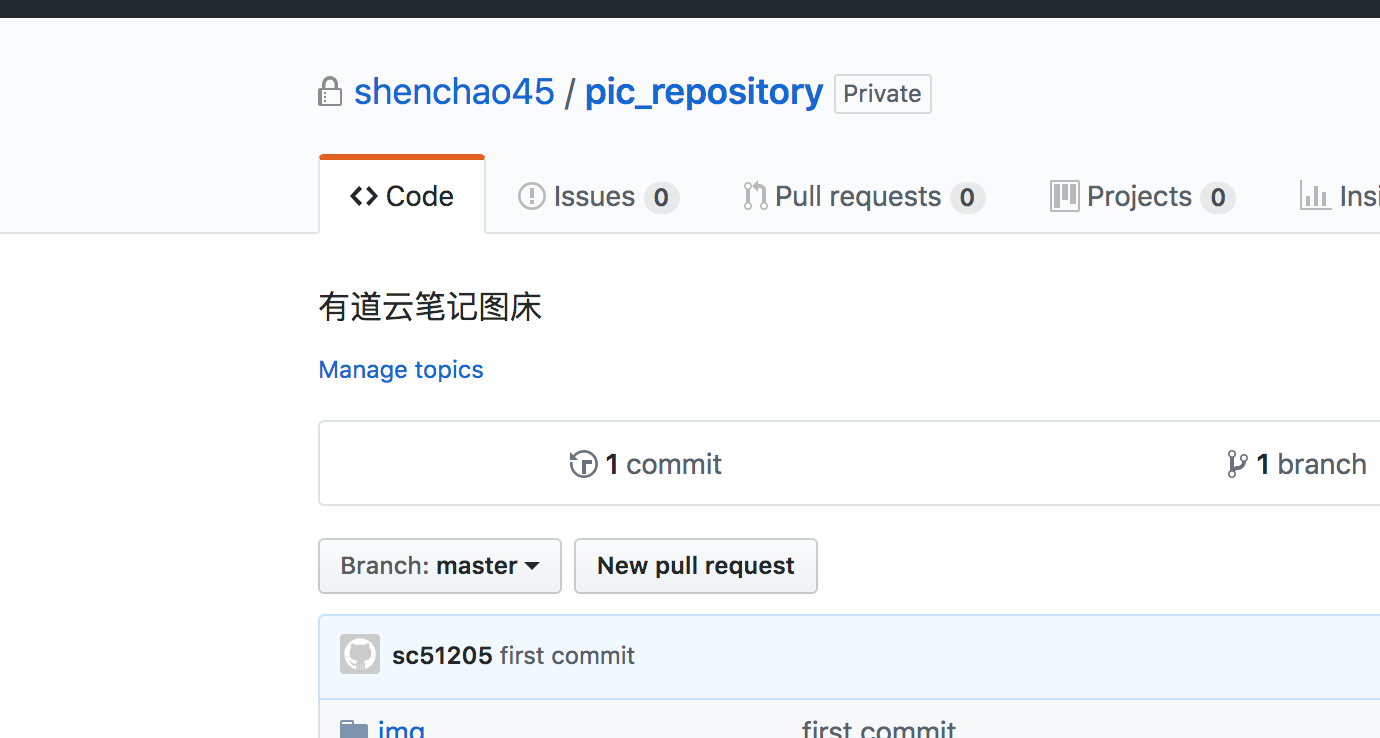 shenchao45 / pic_repository Private
Code Issues 0 Pull requests 0 Projects 0
有道云笔记图床
Manage topics
1 commit 1 branch
Branch: master New pull request
sc51205 first commit
img first commit